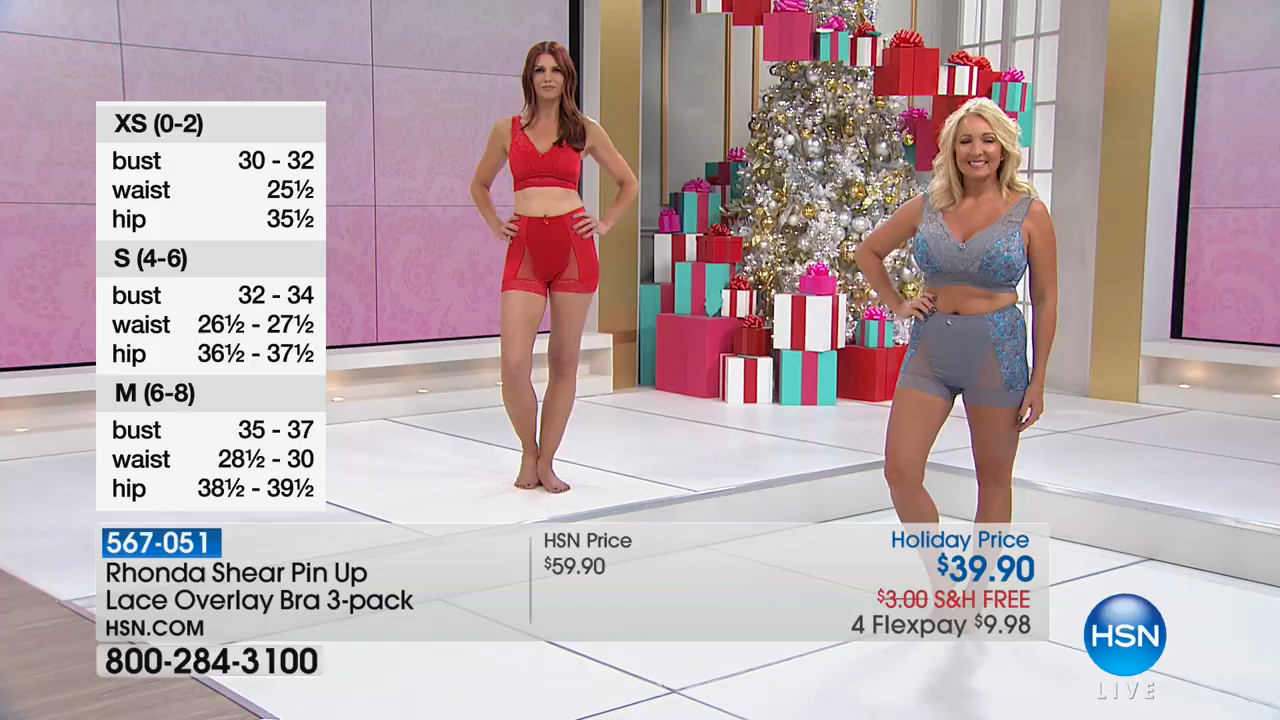 XS (0-2)
bust 30 - 32
waist 25½
hip 35½
S (4-6)
bust 32 - 34
waist 26½ - 27½
hip 36½ - 37½
M (6-8)
bust 35 - 37
waist 28½ - 30
hip 38½ - 39½
567-051
Rhonda Shear Pin Up
Lace Overlay Bra 3-pack
HSN.COM
800-284-3100
HSN Price
$59.90
Holiday Price
$39.90
$3.00 S&H FREE
4 Flexpay $9.98
HSN
LIVE